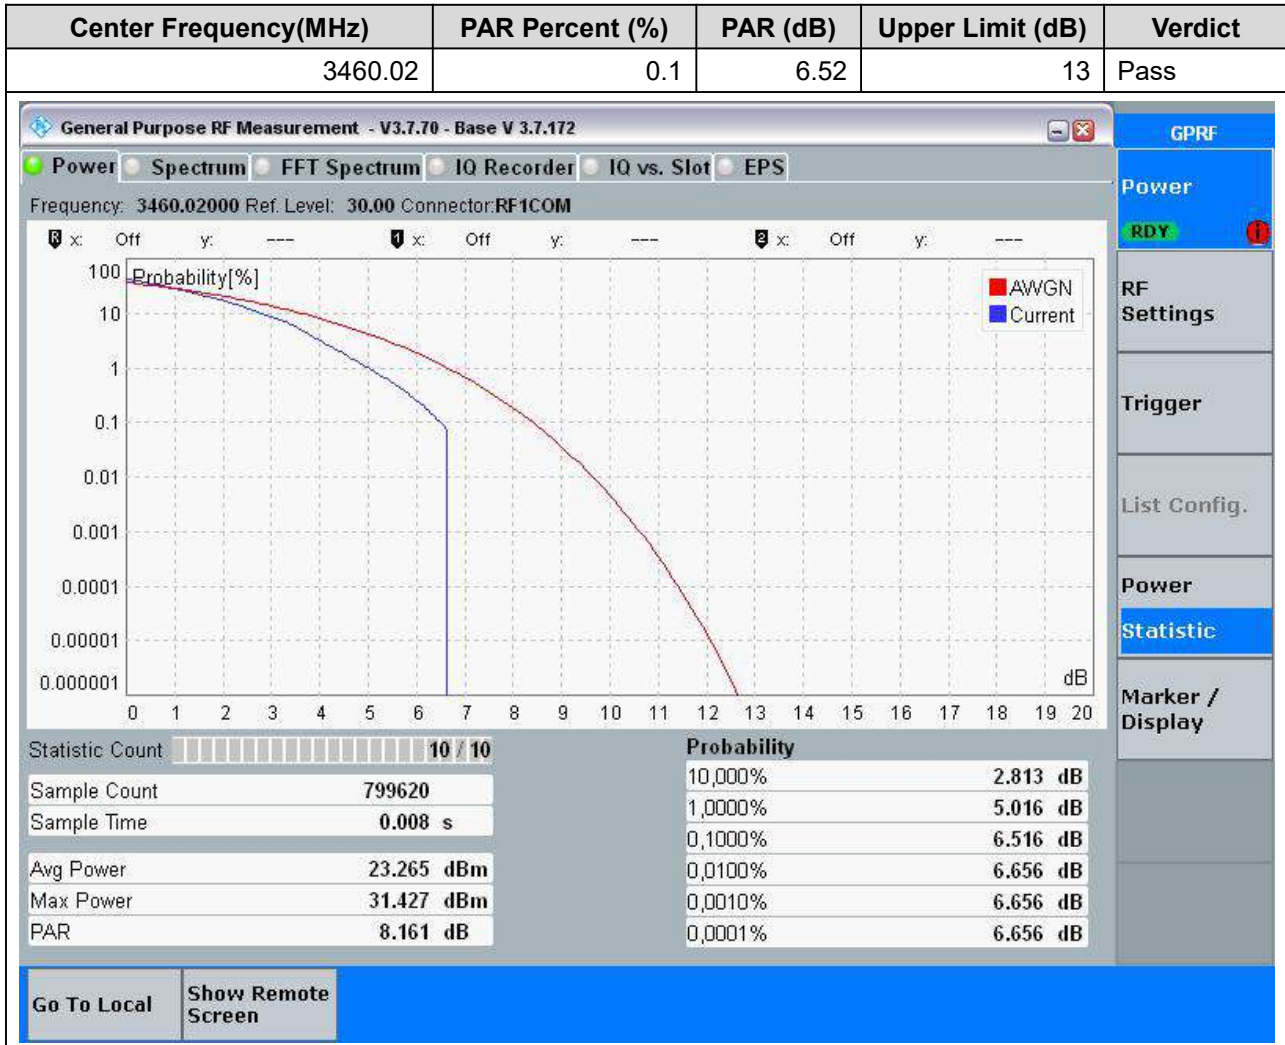 Center Frequency(MHz) PAR Percent (%) PAR (dB) Upper Limit (dB) Verdict
3460.02 0.1 6.52 13 Pass
General Purpose RF Measurement - V3.7.70 - Base V 3.7.172
GPRF
Power Spectrum FFT Spectrum IQ Recorder IQ vs. Slot EPS
Power
RDY
Frequency: 3460.02000 Ref. Level: 30.00 Connector:RF1COM
R x: Off y: --- 1 x: Off y: --- 2 x: Off y: ---
Probability[%]
AWGN
Current
100
10
1
0.1
0.01
0.001
0.0001
0.00001
0.000001
dB
0 1 2 3 4 5 6 7 8 9 10 11 12 13 14 15 16 17 18 19 20
RF
Settings
Trigger
List Config.
Power
Statistic
Marker /
Display
Statistic Count 10 / 10
Sample Count 799620
Sample Time 0.008 s
Avg Power 23.265 dBm
Max Power 31.427 dBm
PAR 8.161 dB
Probability
10,000% 2.813 dB
1,0000% 5.016 dB
0,1000% 6.516 dB
0,0100% 6.656 dB
0,0010% 6.656 dB
0,0001% 6.656 dB
Go To Local
Show Remote
Screen